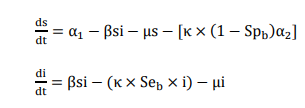 ds/dt = α₁ − βsi − μs − [κ × (1 − Sp_b)α₂]
di/dt = βsi − (κ × Se_b × i) − μi